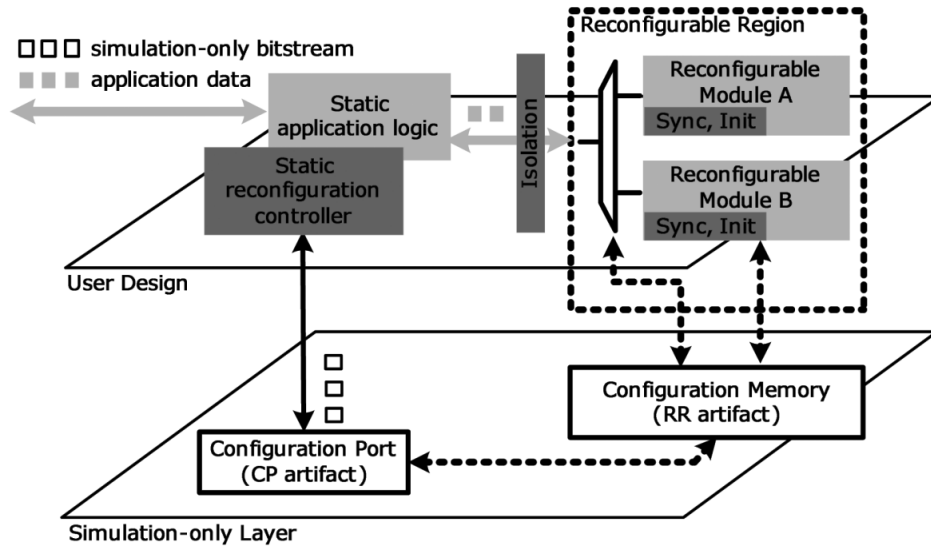 simulation-only bitstream
application data
Reconfigurable Region
Static
application logic
Static
reconfiguration
controller
Isolation
Reconfigurable
Module A
Sync, Init
Reconfigurable
Module B
Sync, Init
User Design
Configuration Memory
(RR artifact)
Configuration Port
(CP artifact)
Simulation-only Layer